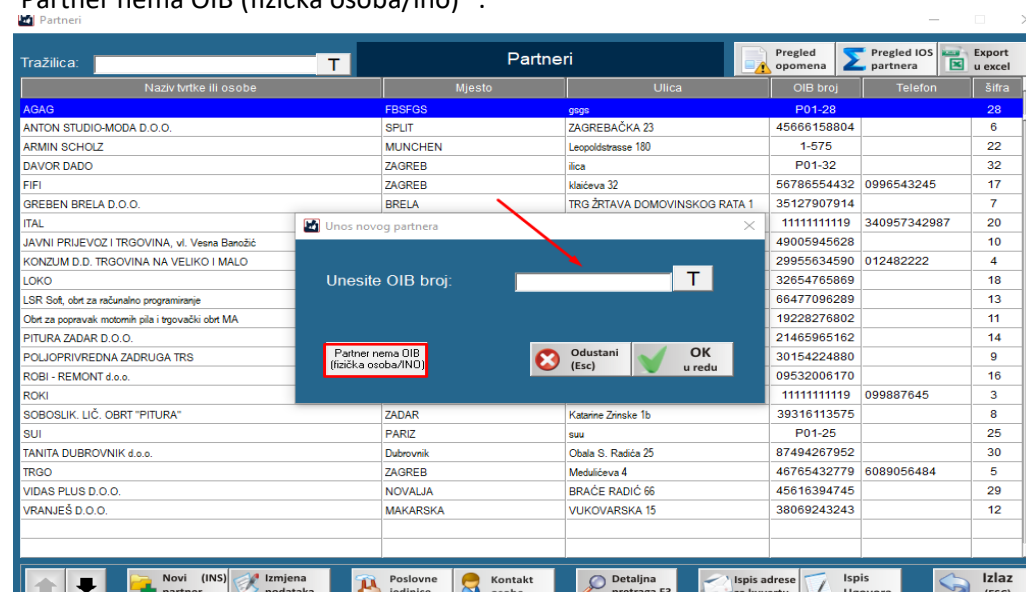 Partner nema OIB (fizička osoba/ino)" .
Partneri
Tražilica: T Partneri Pregled opomena Pregled IOS partnera Export u excel
Naziv tvrtke ili osobe Mjesto Ulica OIB broj Telefon šifra
AGAG FBSFGS gsgs P01-28 28
ANTON STUDIO-MODA D.O.O. SPLIT ZAGREBAČKA 23 45666158804 6
ARMIN SCHOLZ MUNCHEN Leopoldstrasse 180 1-575 22
DAVOR DADO ZAGREB ilica P01-32 32
FIFI ZAGREB klaićeva 32 56786554432 0996543245 17
GREBEN BRELA D.O.O. BRELA TRG ŽRTAVA DOMOVINSKOG RATA 1 35127907914 7
ITAL 11111111119 340957342987 20
JAVNI PRIJEVOZ I TRGOVINA, vl. Vesna Banožić 49005945628 10
KONZUM D.D. TRGOVINA NA VELIKO I MALO 29955634590 012482222 4
LOKO 32654765869 18
LSR Soft, obrt za računalno programiranje 66477096289 13
Obrt za popravak motornih pila i trgovački obrt MA 19228276802 11
PITURA ZADAR D.O.O. 21465965162 14
POLJOPRIVREDNA ZADRUGA TRS 30154224880 9
ROBI - REMONT d.o.o. 09532006170 16
ROKI 11111111119 099887645 3
SOBOSLIK. LIČ. OBRT "PITURA" ZADAR Katarine Zrinske 1b 39316113575 8
SUI PARIZ suu P01-25 25
TANITA DUBROVNIK d.o.o. Dubrovnik Obala S. Radića 25 87494267952 30
TRGO ZAGREB Medulićeva 4 46765432779 6089056484 5
VIDAS PLUS D.O.O. NOVALJA BRAĆE RADIĆ 66 45616394745 29
VRANJEŠ D.O.O. MAKARSKA VUKOVARSKA 15 38069243243 12
Unos novog partnera
Unesite OIB broj: T
Partner nema OIB
(fizička osoba/INO)
Odustani
(Esc)
OK
u redu
Novi (INS) partner
Izmjena podataka
Poslovne jedinice
Kontakt osobe
Detaljna pretraga F3
Ispis adrese za kuvertu
Ispis Ugovora
Izlaz
(ESC)